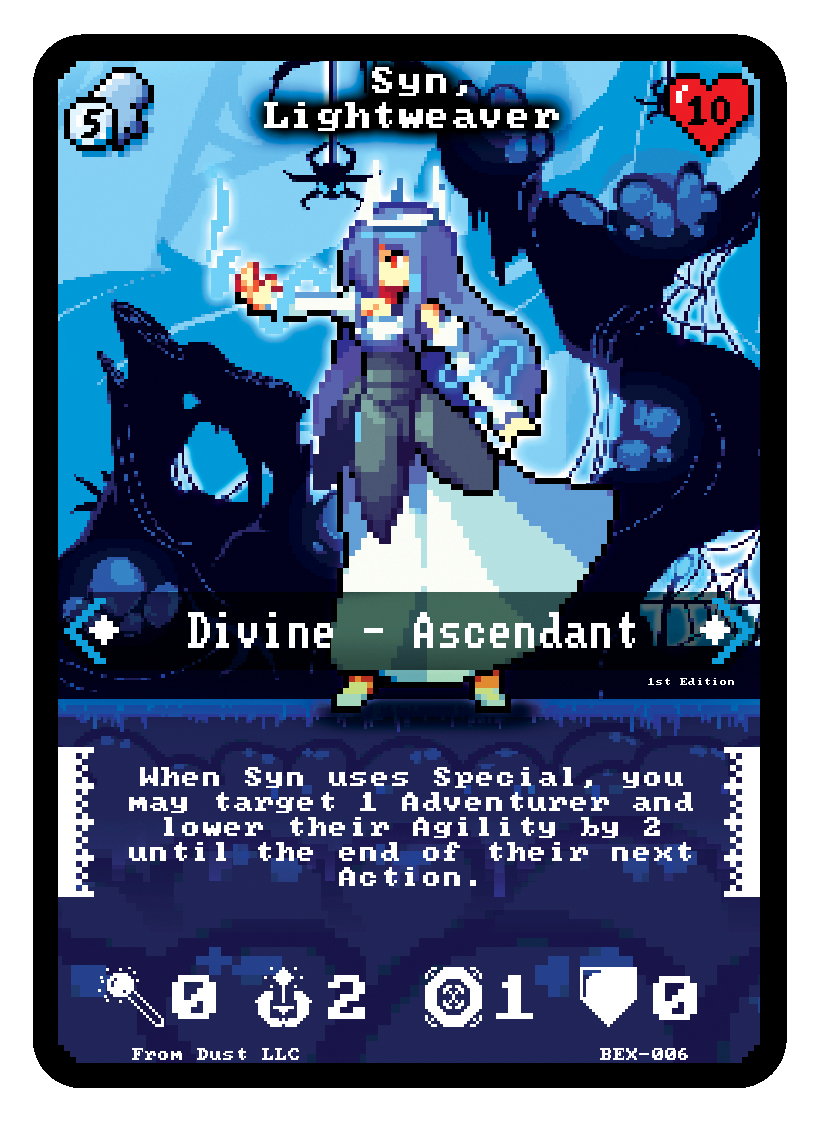 Syn,
Lightweaver
5
10
Divine - Ascendant
1st Edition
When Syn uses Special, you
may target 1 Adventurer and
lower their Agility by 2
until the end of their next
Action.
0 2 1 0
From Dust LLC BEX-006